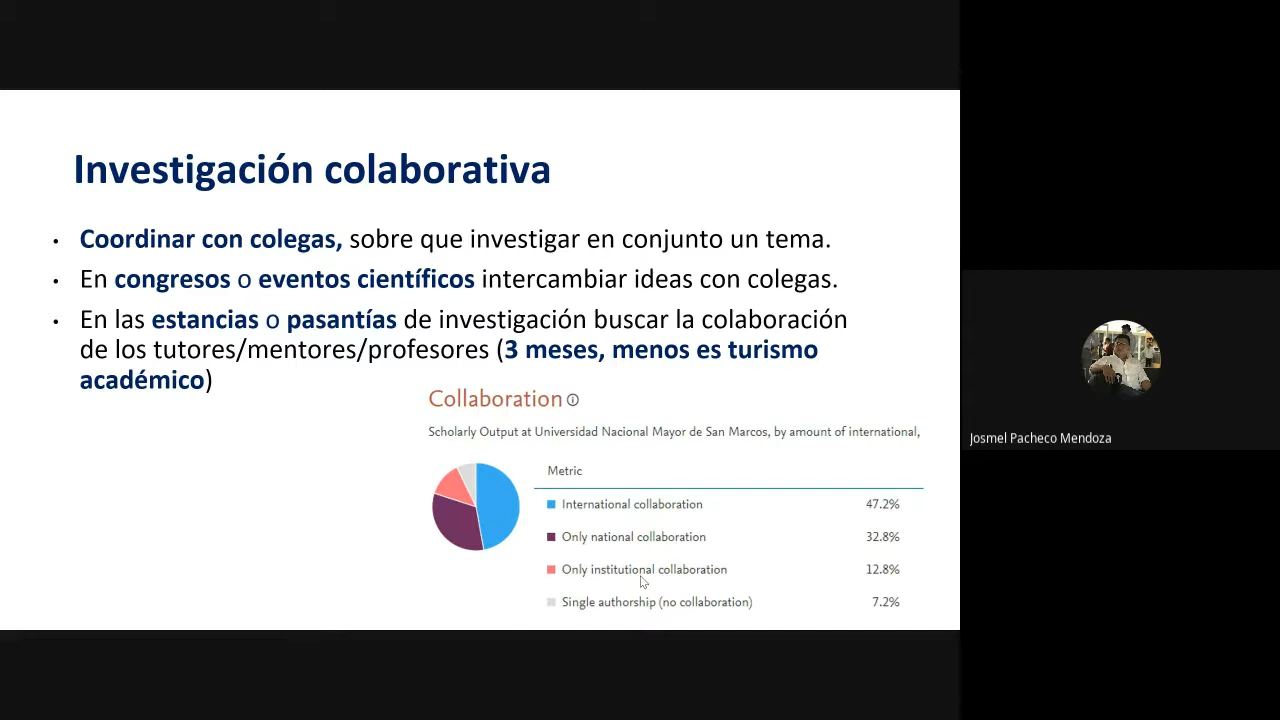 Investigación colaborativa
• Coordinar con colegas, sobre que investigar en conjunto un tema.
• En congresos o eventos científicos intercambiar ideas con colegas.
• En las estancias o pasantías de investigación buscar la colaboración
de los tutores/mentores/profesores (3 meses, menos es turismo
académico)
Collaboration
Scholarly Output at Universidad Nacional Mayor de San Marcos, by amount of international,
Metric
International collaboration 47.2%
Only national collaboration 32.8%
Only institutional collaboration 12.8%
Single authorship (no collaboration) 7.2%
Josmel Pacheco Mendoza